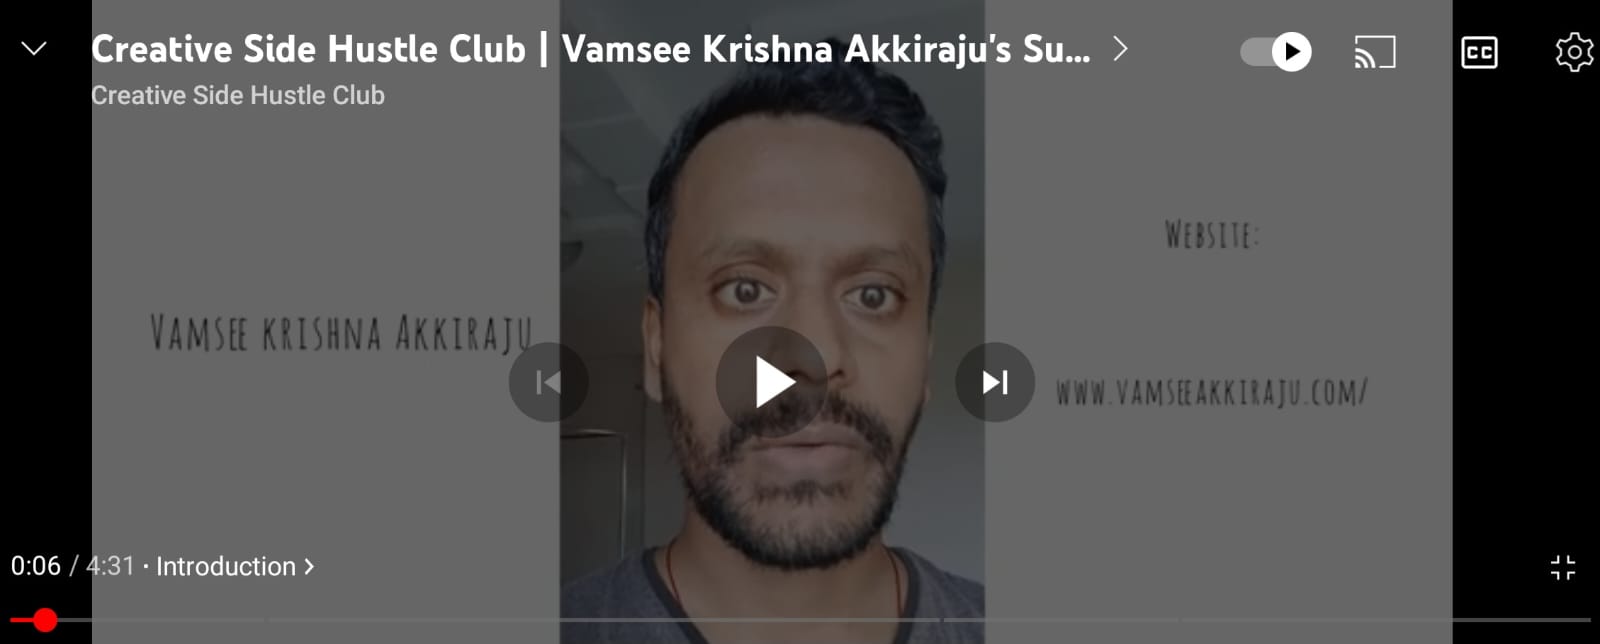 Creative Side Hustle Club | Vamsee Krishna Akkiraju's Su...
Creative Side Hustle Club
CC
Website:
Vamsee krishna Akkiraju
www.vamseeakkiraju.com/
0:06 / 4:31 · Introduction